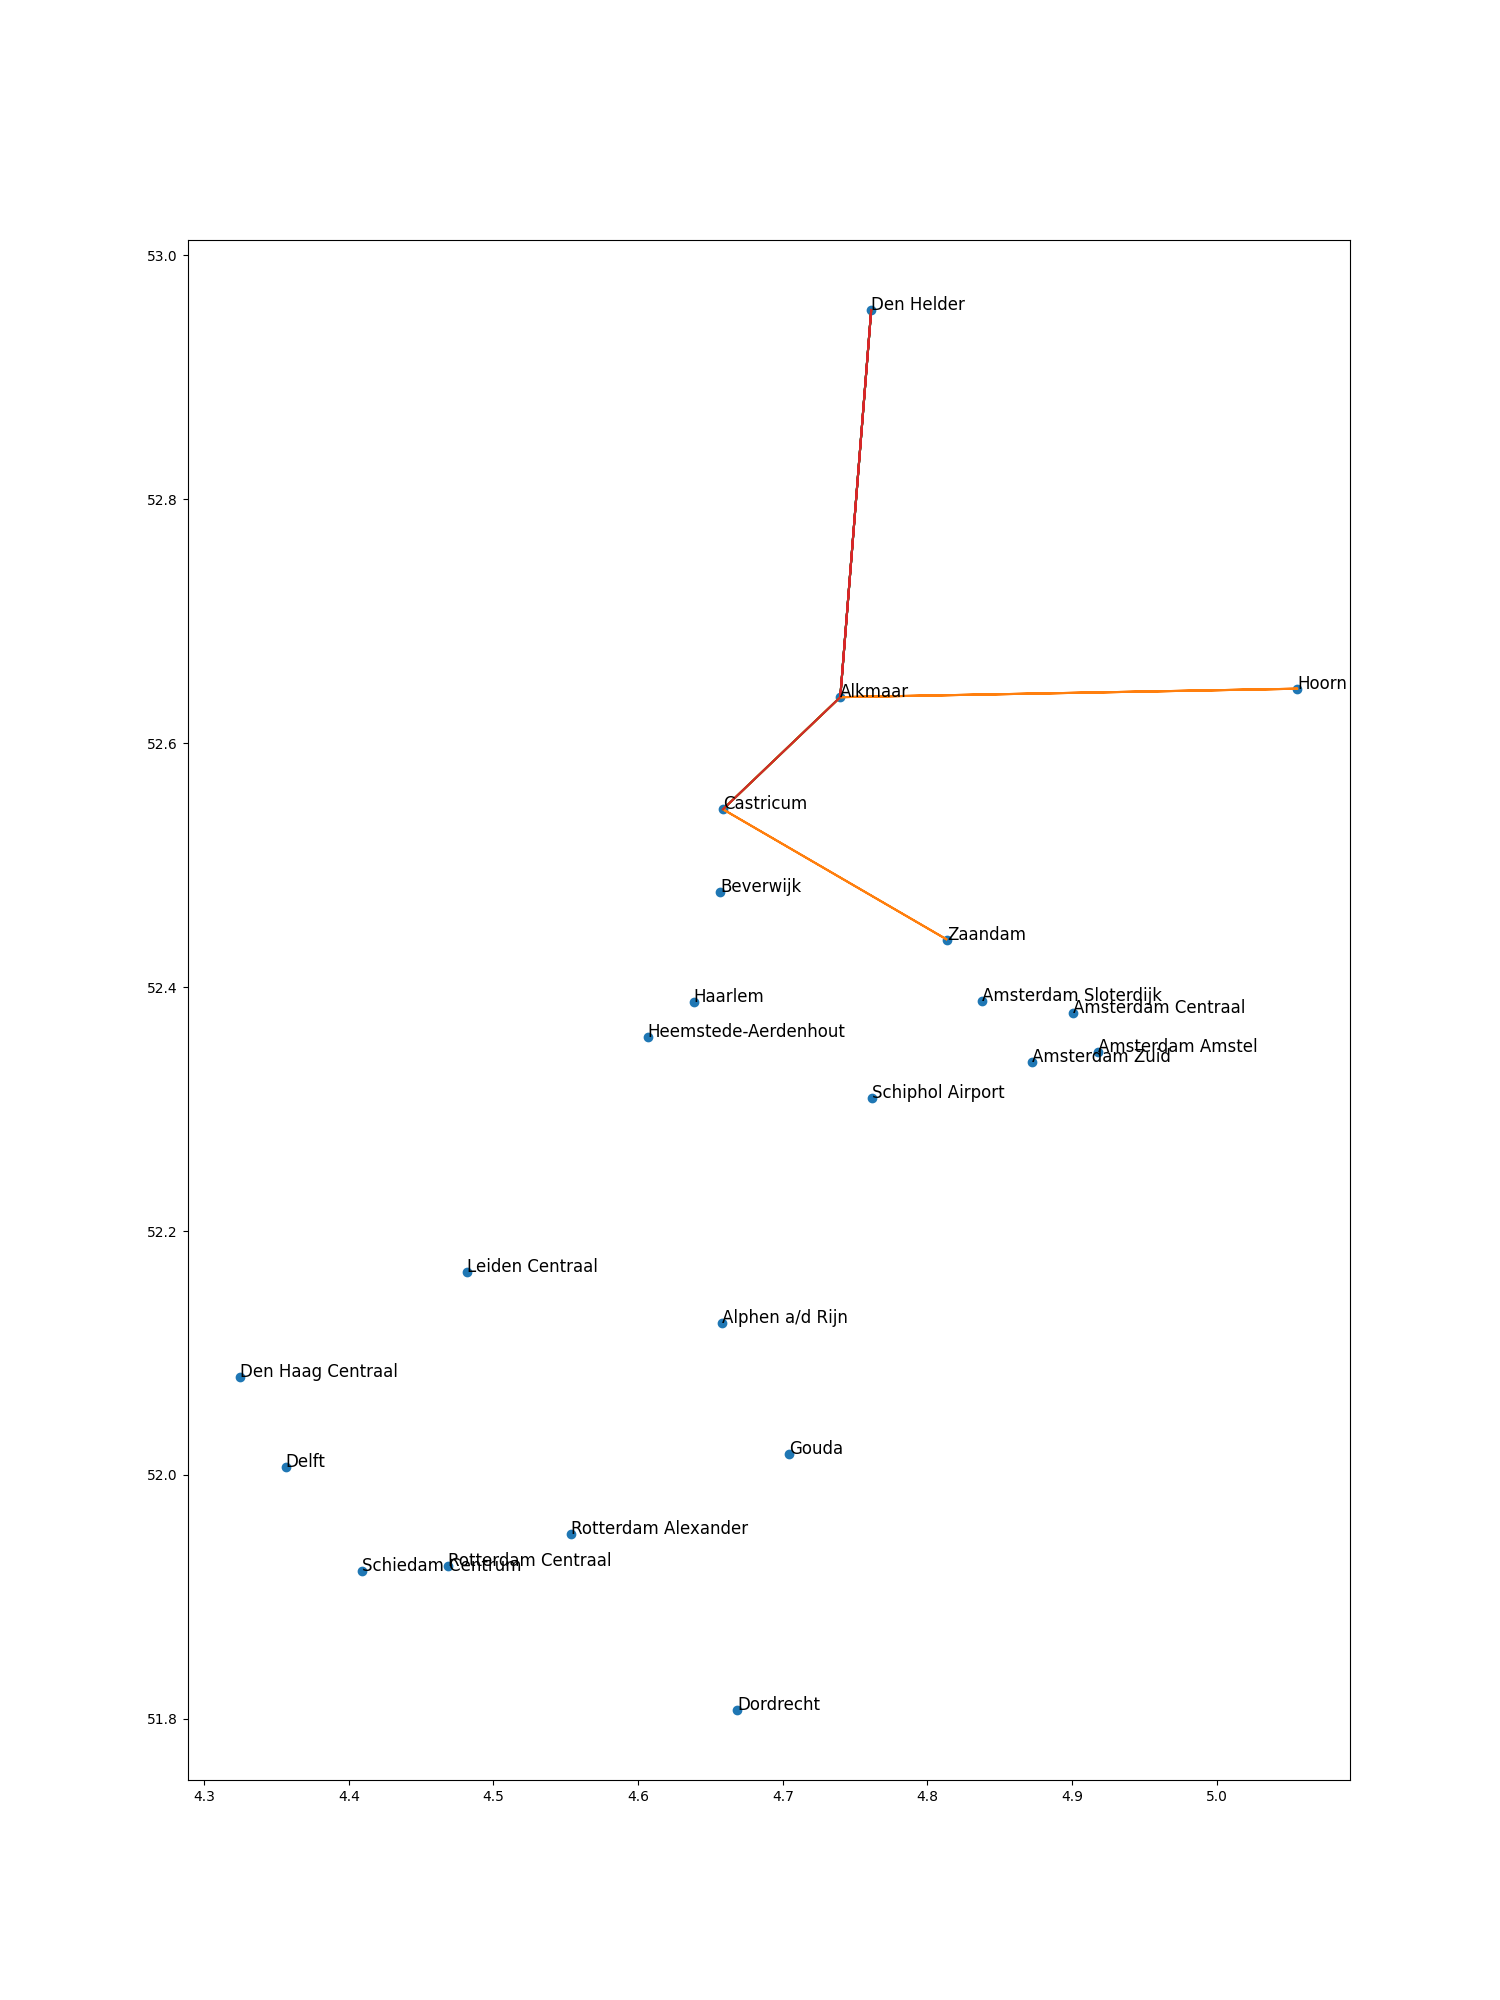 53.0
Den Helder
52.8
Hoorn
Alkmaar
52.6
Castricum
Beverwijk
Zaandam
52.4
Haarlem
Amsterdam Sloterdijk
Amsterdam Centraal
Heemstede-Aerdenhout
Amsterdam Amstel
Amsterdam Zuid
Schiphol Airport
52.2
Leiden Centraal
Alphen a/d Rijn
Den Haag Centraal
Gouda
Delft
52.0
Rotterdam Alexander
Rotterdam Centraal
Schiedam Centrum
Dordrecht
51.8
4.3 4.4 4.5 4.6 4.7 4.8 4.9 5.0